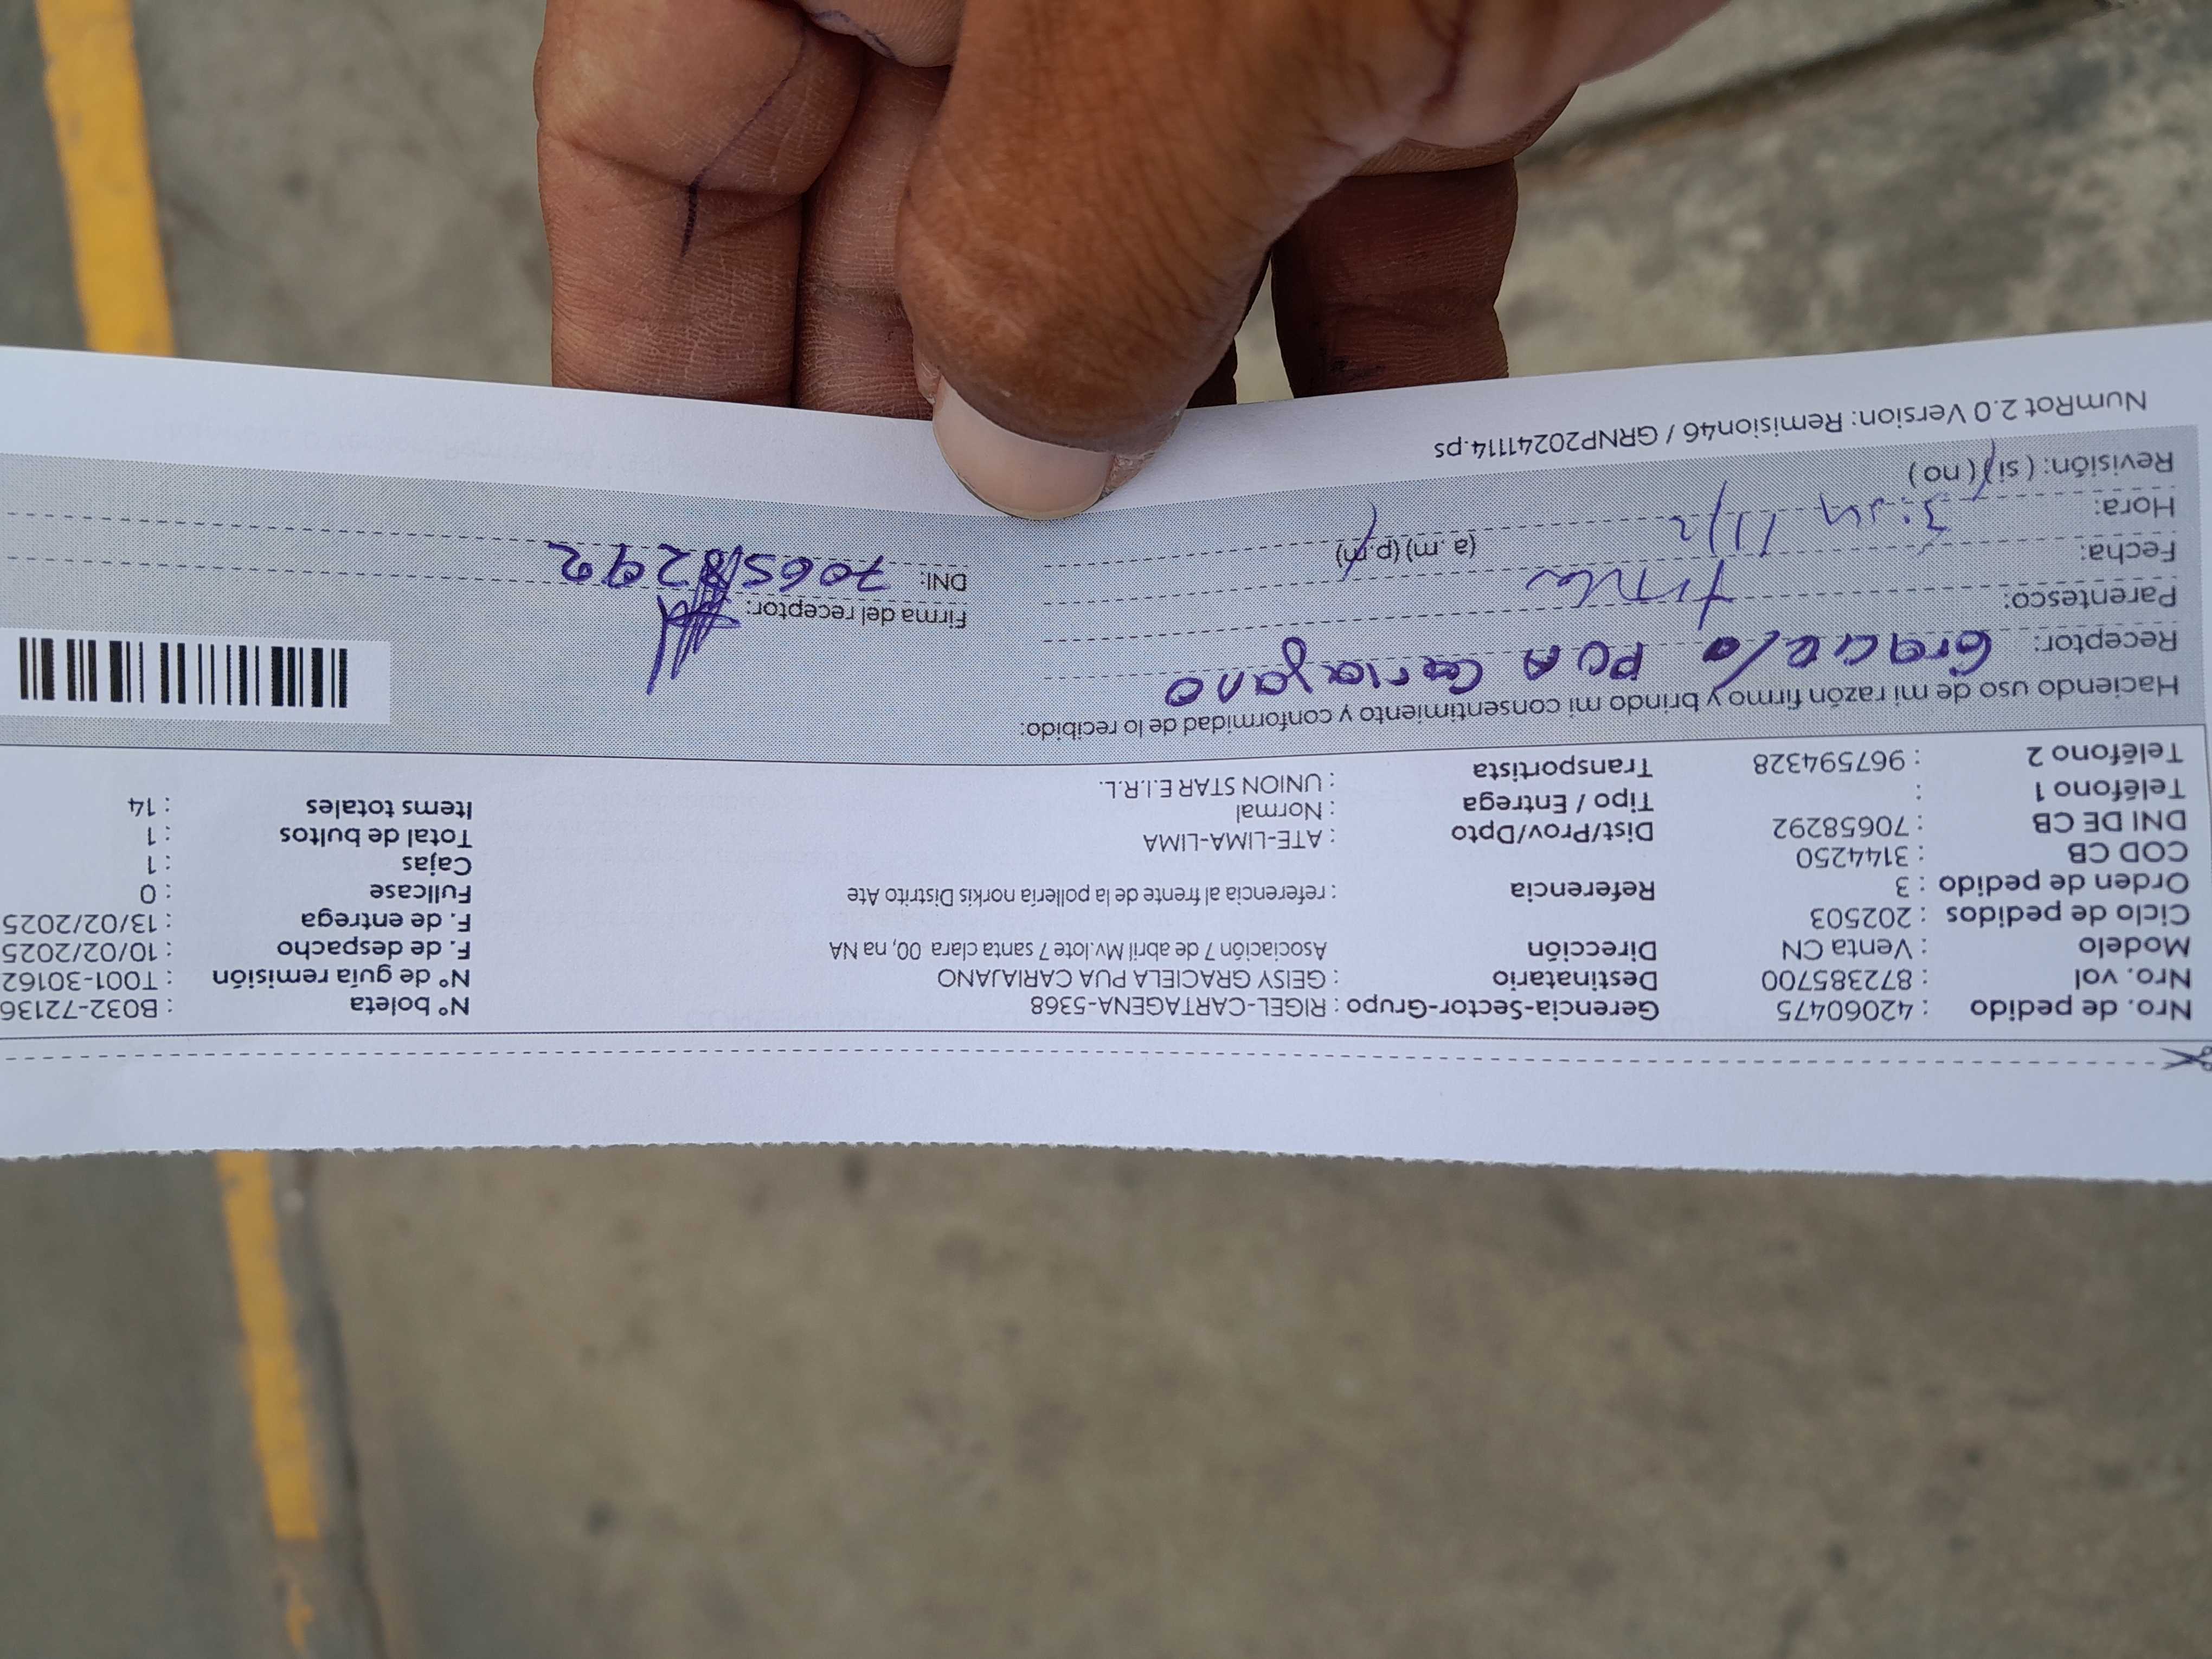 Nro. de pedido : 42060475 Gerencia-Sector-Grupo : RIGEL-CARTAGENA-5368 N° boleta : B032-72136
Nro. vol : 872385700 Destinatario : GEISY GRACIELA PUA CARIAJANO N° de guía remisión : T001-30162
Modelo : Venta CN Dirección Asociación 7 de abril Mv.lote 7 santa clara 00, na NA F. de despacho : 10/02/2025
Ciclo de pedidos : 202503 F. de entrega : 13/02/2025
Orden de pedido : 3 Referencia : referencia al frente de la pollería norkis Distrito Ate Fullcase : 0
COD CB : 3144250 Cajas : 1
DNI DE CB : 70658292 Dist/Prov/Dpto : ATE-LIMA-LIMA Total de bultos : 1
Teléfono 1 : Tipo / Entrega : Normal Items totales : 14
Teléfono 2 : 967594328 Transportista : UNION STAR E.I.R.L.
Haciendo uso de mi razón firmo y brindo mi consentimiento y conformidad de lo recibido:
Receptor: Graciela PUA Cariajano
Parentesco: Firma del receptor:
Fecha: 11/2 (a.m) (p.m) DNI: 70658292
Hora:
Revisión: ( si ) ( no )
NumRot 2.0 Version: Remision46 / GRNP20241114.ps